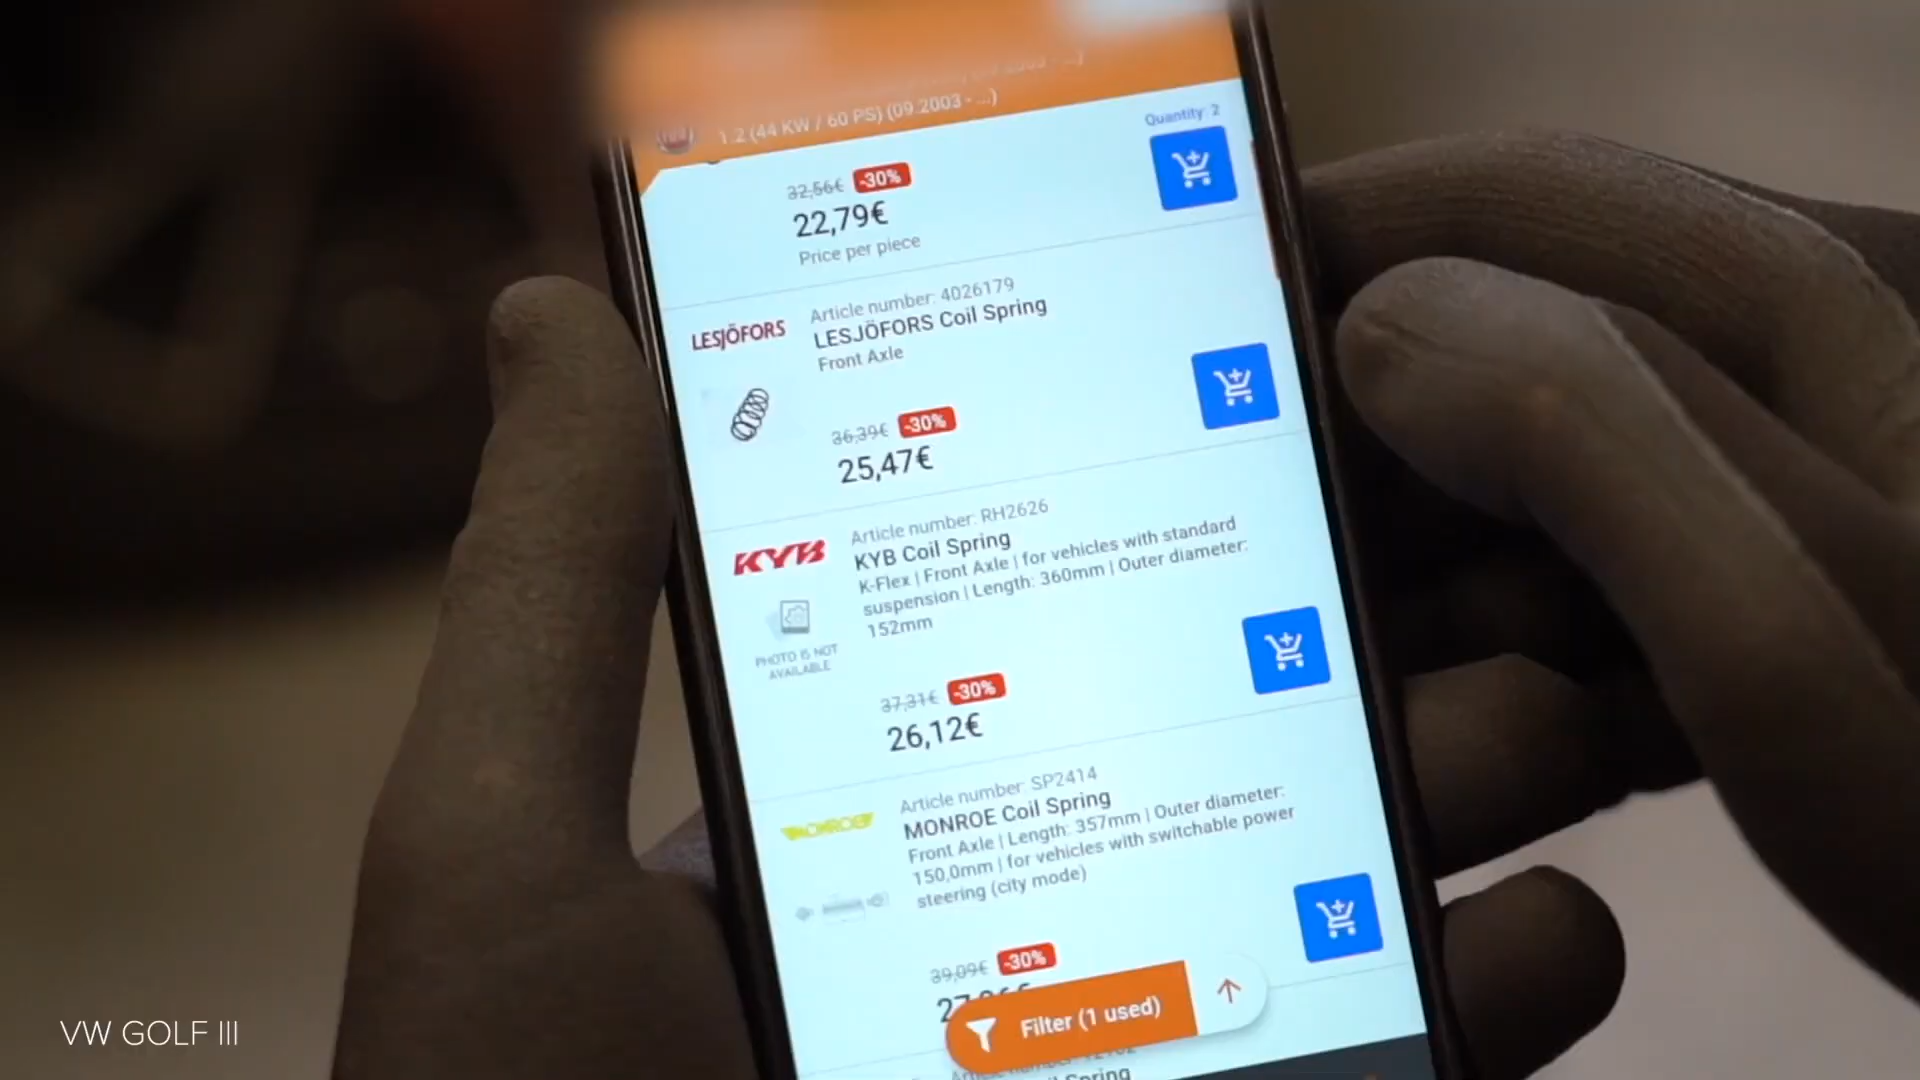 1.2 (44 KW / 60 PS) (09.2003 - ...)
Quantity: 2
32,56€ -30%
22,79€
Price per piece
LESJÖFORS
Article number: 4026179
LESJÖFORS Coil Spring
Front Axle
36,39€ -30%
25,47€
KYB
Article number: RH2626
KYB Coil Spring
K-Flex | Front Axle | for vehicles with standard
suspension | Length: 360mm | Outer diameter:
152mm
PHOTO IS NOT
AVAILABLE
37,31€ -30%
26,12€
MONROE
Article number: SP2414
MONROE Coil Spring
Front Axle | Length: 357mm | Outer diameter:
150,0mm | for vehicles with switchable power
steering (city mode)
39,09€ -30%
Filter (1 used)
Spring
VW GOLF III